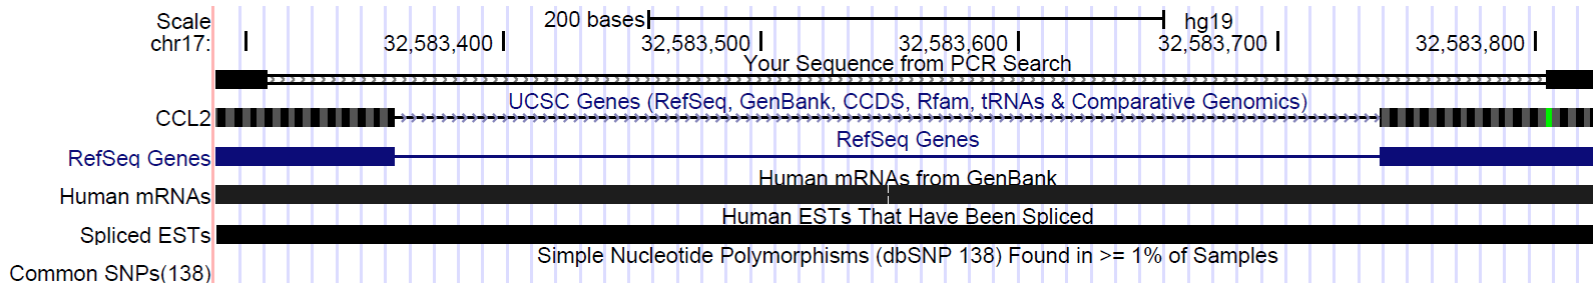 Scale 200 bases hg19
chr17: 32,583,400 32,583,500 32,583,600 32,583,700 32,583,800
Your Sequence from PCR Search
UCSC Genes (RefSeq, GenBank, CCDS, Rfam, tRNAs & Comparative Genomics)
CCL2
RefSeq Genes
RefSeq Genes
Human mRNAs from GenBank
Human mRNAs
Human ESTs That Have Been Spliced
Spliced ESTs
Simple Nucleotide Polymorphisms (dbSNP 138) Found in >= 1% of Samples
Common SNPs(138)